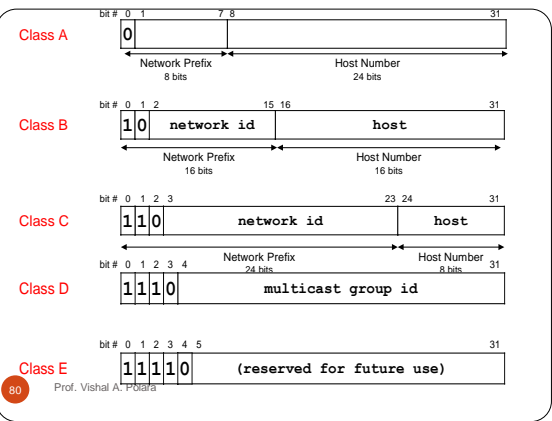 bit # 0 1 7 8 31
Class A 0
Network Prefix Host Number
8 bits 24 bits
bit # 0 1 2 15 16 31
Class B 1 0 network id host
Network Prefix Host Number
16 bits 16 bits
bit # 0 1 2 3 23 24 31
Class C 1 1 0 network id host
Network Prefix Host Number
24 bits 8 bits
bit # 0 1 2 3 4 31
Class D 1 1 1 0 multicast group id
bit # 0 1 2 3 4 5 31
Class E 1 1 1 1 0 (reserved for future use)
80 Prof. Vishal A. Polara